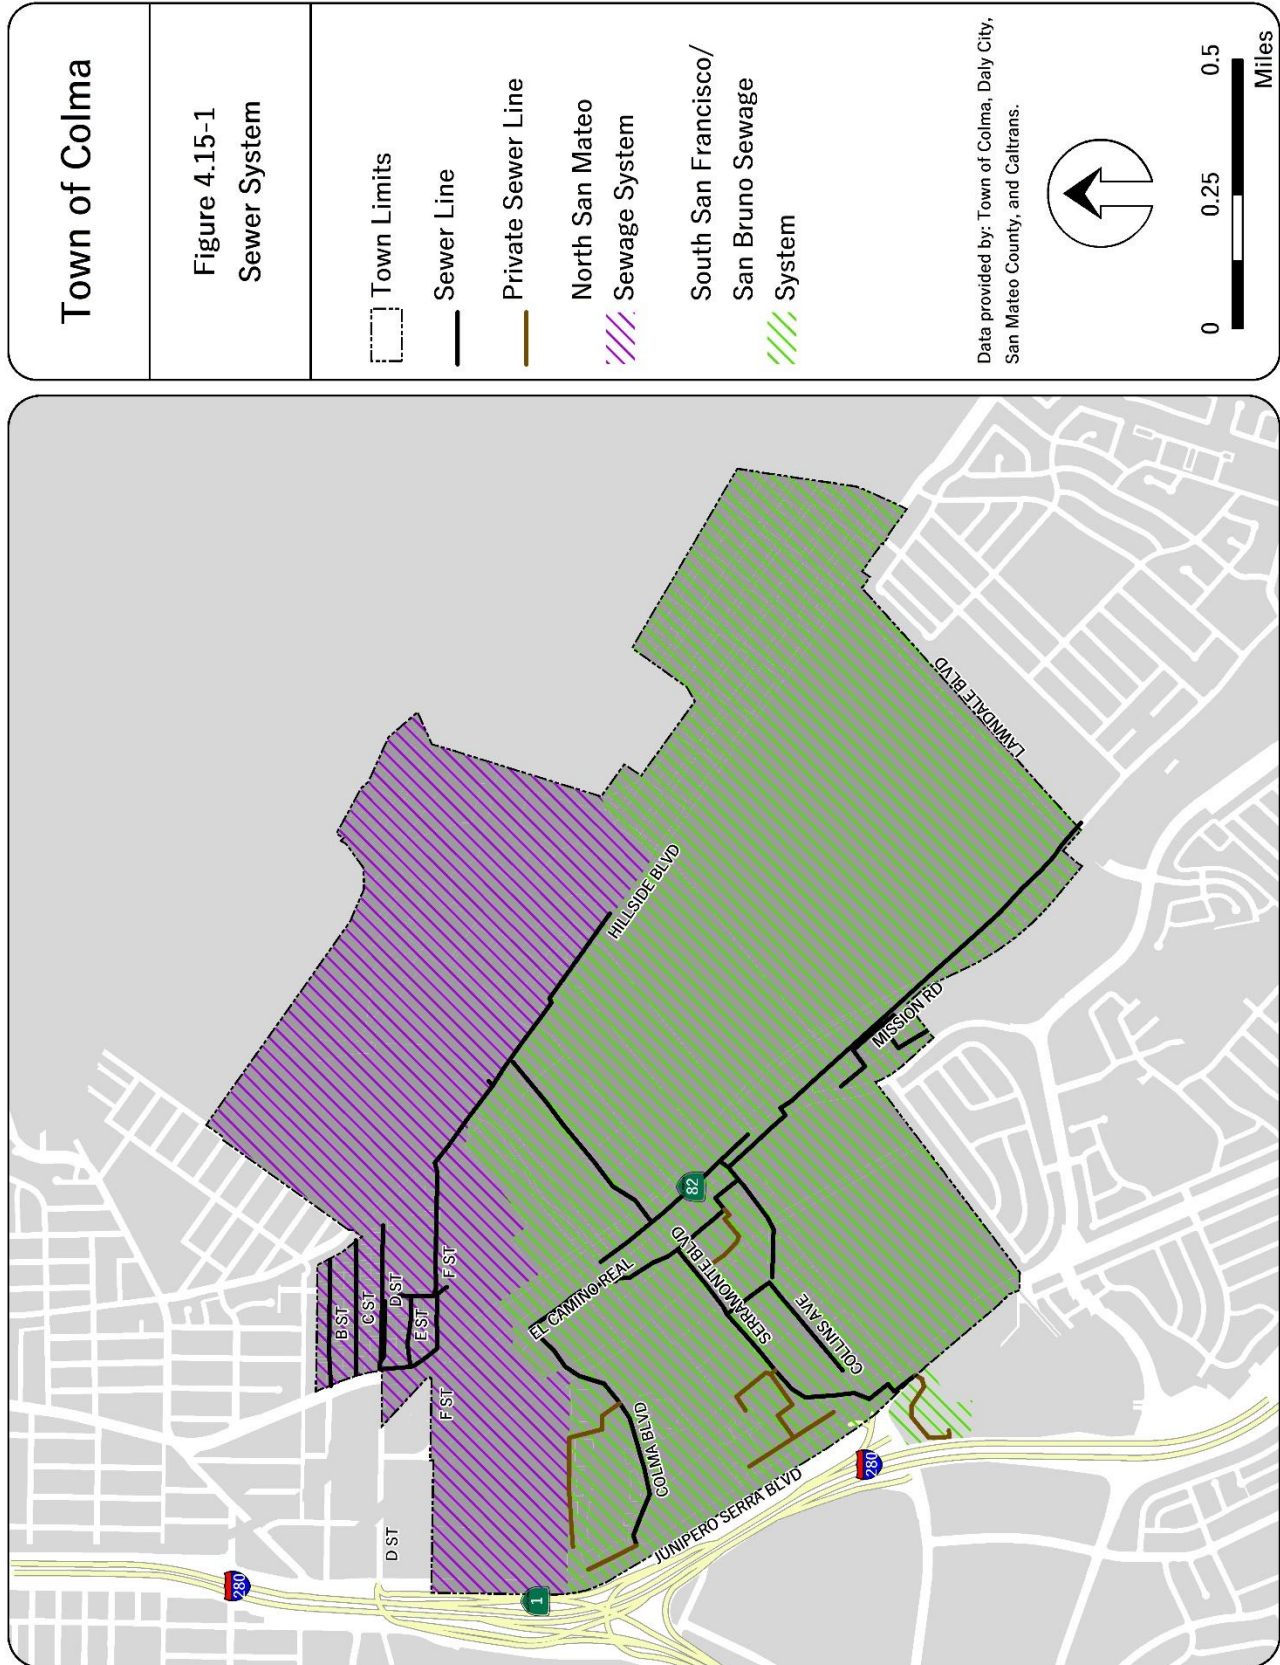 Town of Colma
Figure 4.15-1
Sewer System
Town Limits
Sewer Line
Private Sewer Line
North San Mateo
Sewage System
South San Francisco/
San Bruno Sewage
System
Data provided by: Town of Colma, Daly City,
San Mateo County, and Caltrans.
0 0.25 0.5
Miles
280
1
D ST
F ST
B ST
C ST
D ST
E ST
F ST
HILLSIDE BLVD
EL CAMINO REAL
COLMA BLVD
JUNIPERO SERRA BLVD
280
SERRAMONTE BLVD
82
COLLINS AVE
MISSION RD
LAWNDALE BLVD